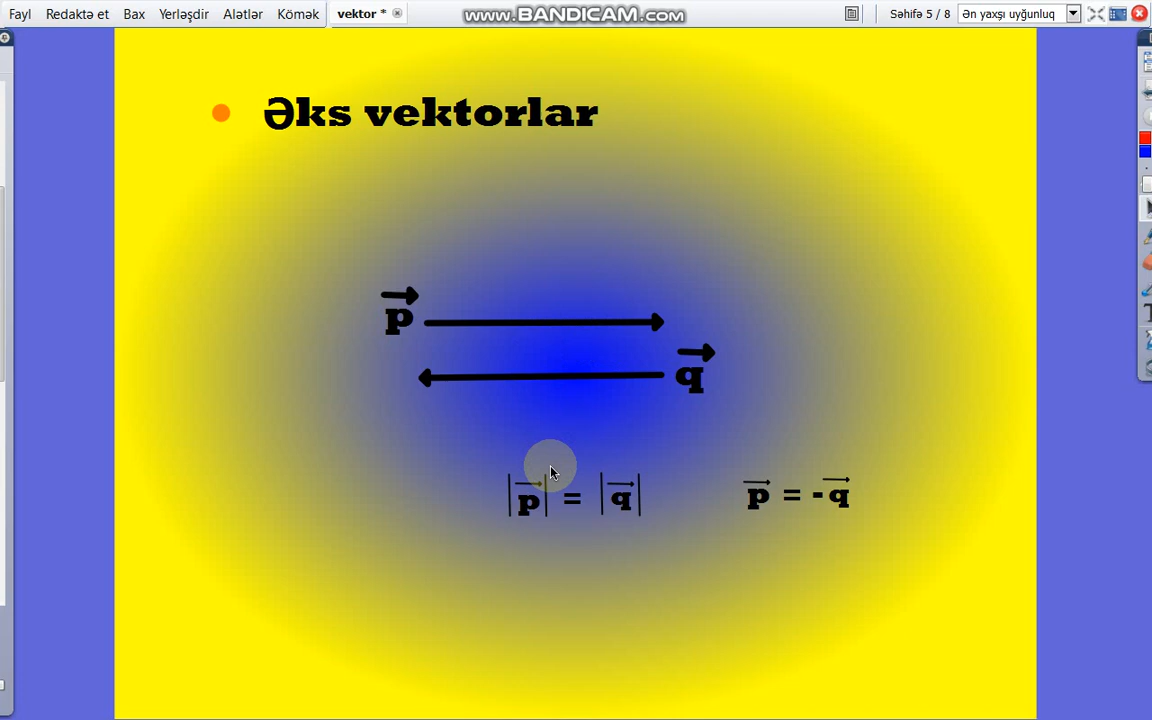 Fayl Redaktə et Bax Yerləşdir Alətlər Kömək vektor * www.BANDICAM.com Səhifə 5 / 8 Ən yaxşı uyğunluq
Əks vektorlar
p
q
|p| = |q| p = -q